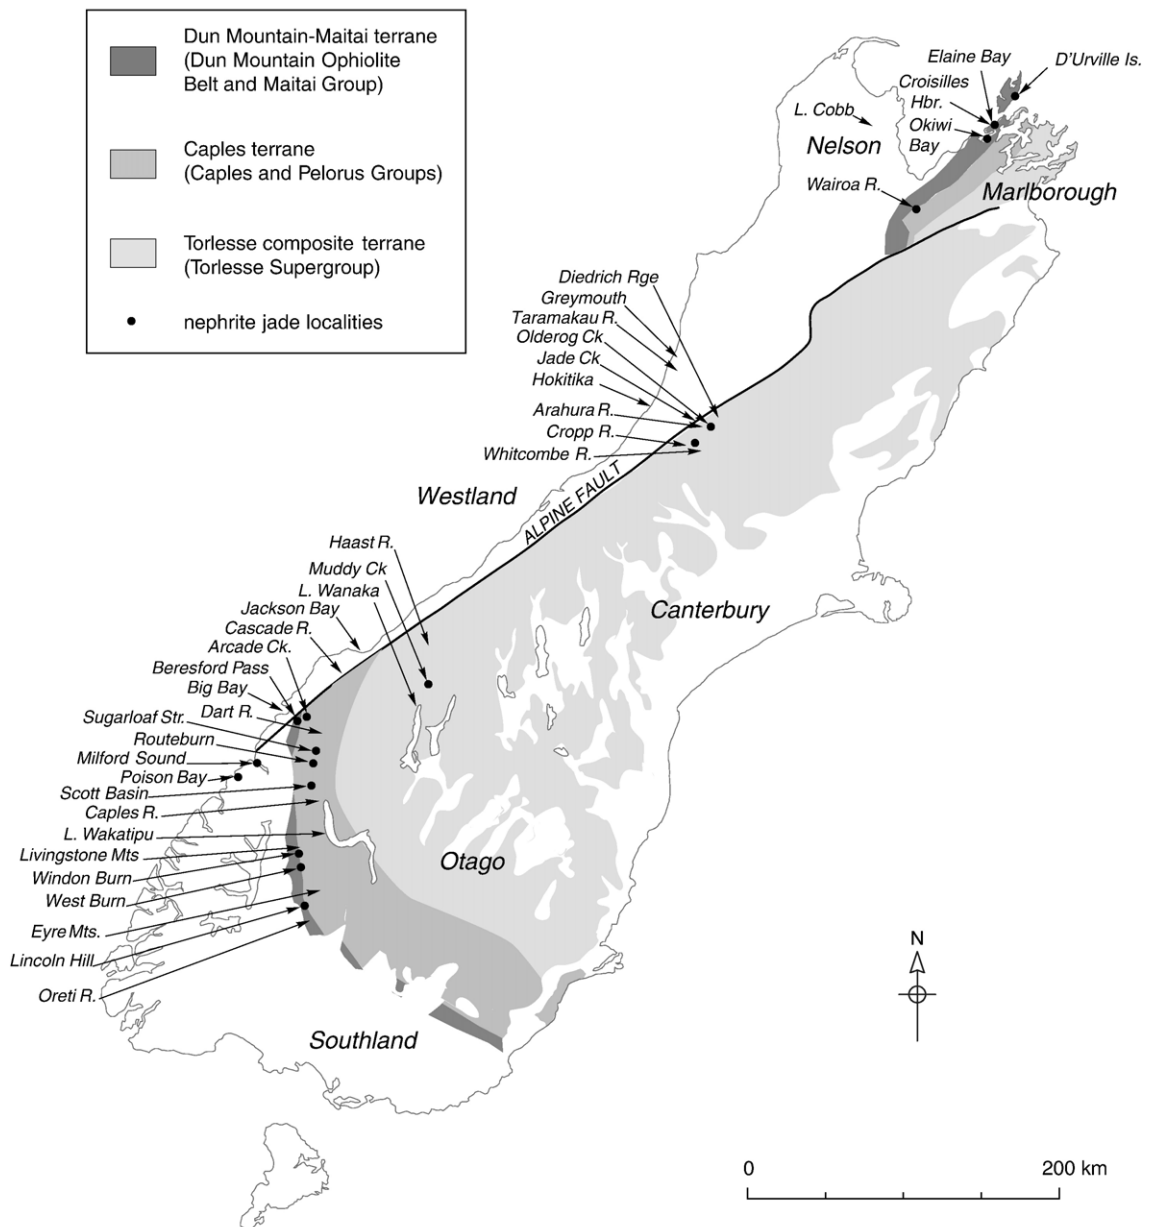 Dun Mountain-Maitai terrane
(Dun Mountain Ophiolite
Belt and Maitai Group)
Caples terrane
(Caples and Pelorus Groups)
Torlesse composite terrane
(Torlesse Supergroup)
nephrite jade localities
Elaine Bay
D'Urville Is.
Croisilles
Hbr.
L. Cobb
Okiwi
Bay
Nelson
Wairoa R.
Marlborough
Diedrich Rge
Greymouth
Taramakau R.
Olderog Ck
Jade Ck
Hokitika
Arahura R.
Cropp R.
Whitcombe R.
Westland
ALPINE FAULT
Haast R.
Muddy Ck
L. Wanaka
Jackson Bay
Cascade R.
Arcade Ck.
Beresford Pass
Big Bay
Dart R.
Sugarloaf Str.
Routeburn
Milford Sound
Poison Bay
Scott Basin
Caples R.
L. Wakatipu
Livingstone Mts
Windon Burn
West Burn
Eyre Mts.
Lincoln Hill
Oreti R.
Canterbury
Otago
Southland
N
0 200 km